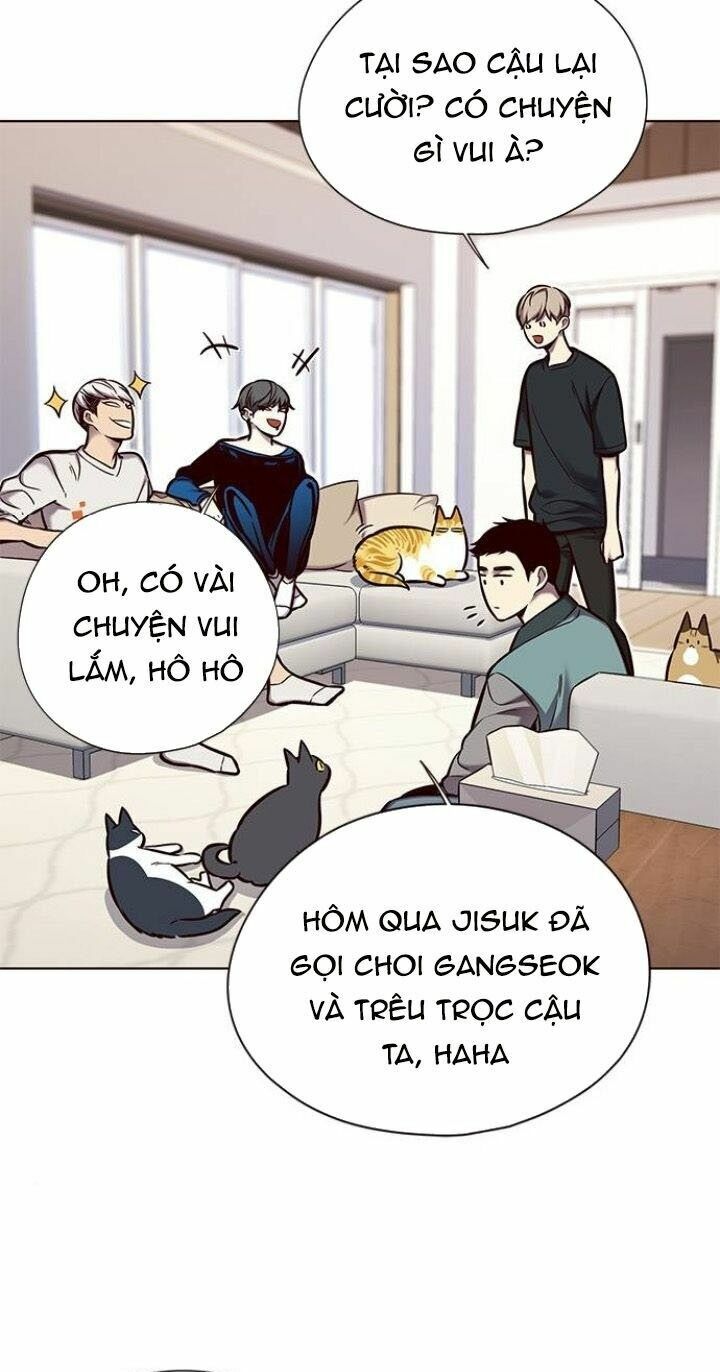 TẠI SAO CẬU LẠI
CƯỜI? CÓ CHUYỆN
GÌ VUI À?
OH, CÓ VÀI
CHUYỆN VUI
LẮM, HÔ HÔ
HÔM QUA JISUK ĐÃ
GỌI CHOI GANGSEOK
VÀ TRÊU TRỌC CẬU
TA, HAHA